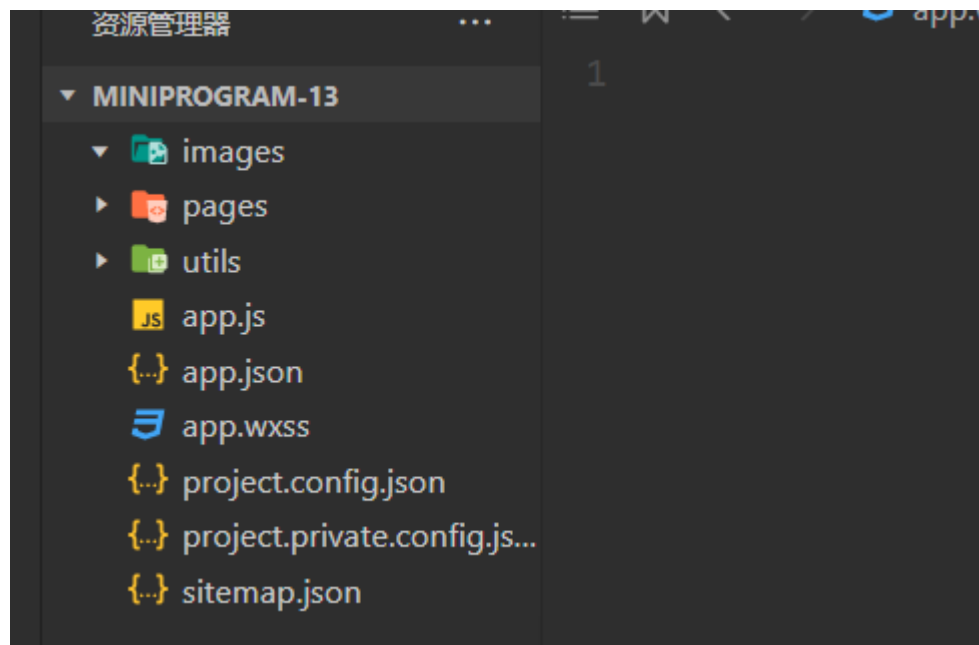 资源管理器 ···
MINIPROGRAM-13
1
images
pages
utils
JS app.js
{...} app.json
app.wxss
{...} project.config.json
{...} project.private.config.js...
{...} sitemap.json